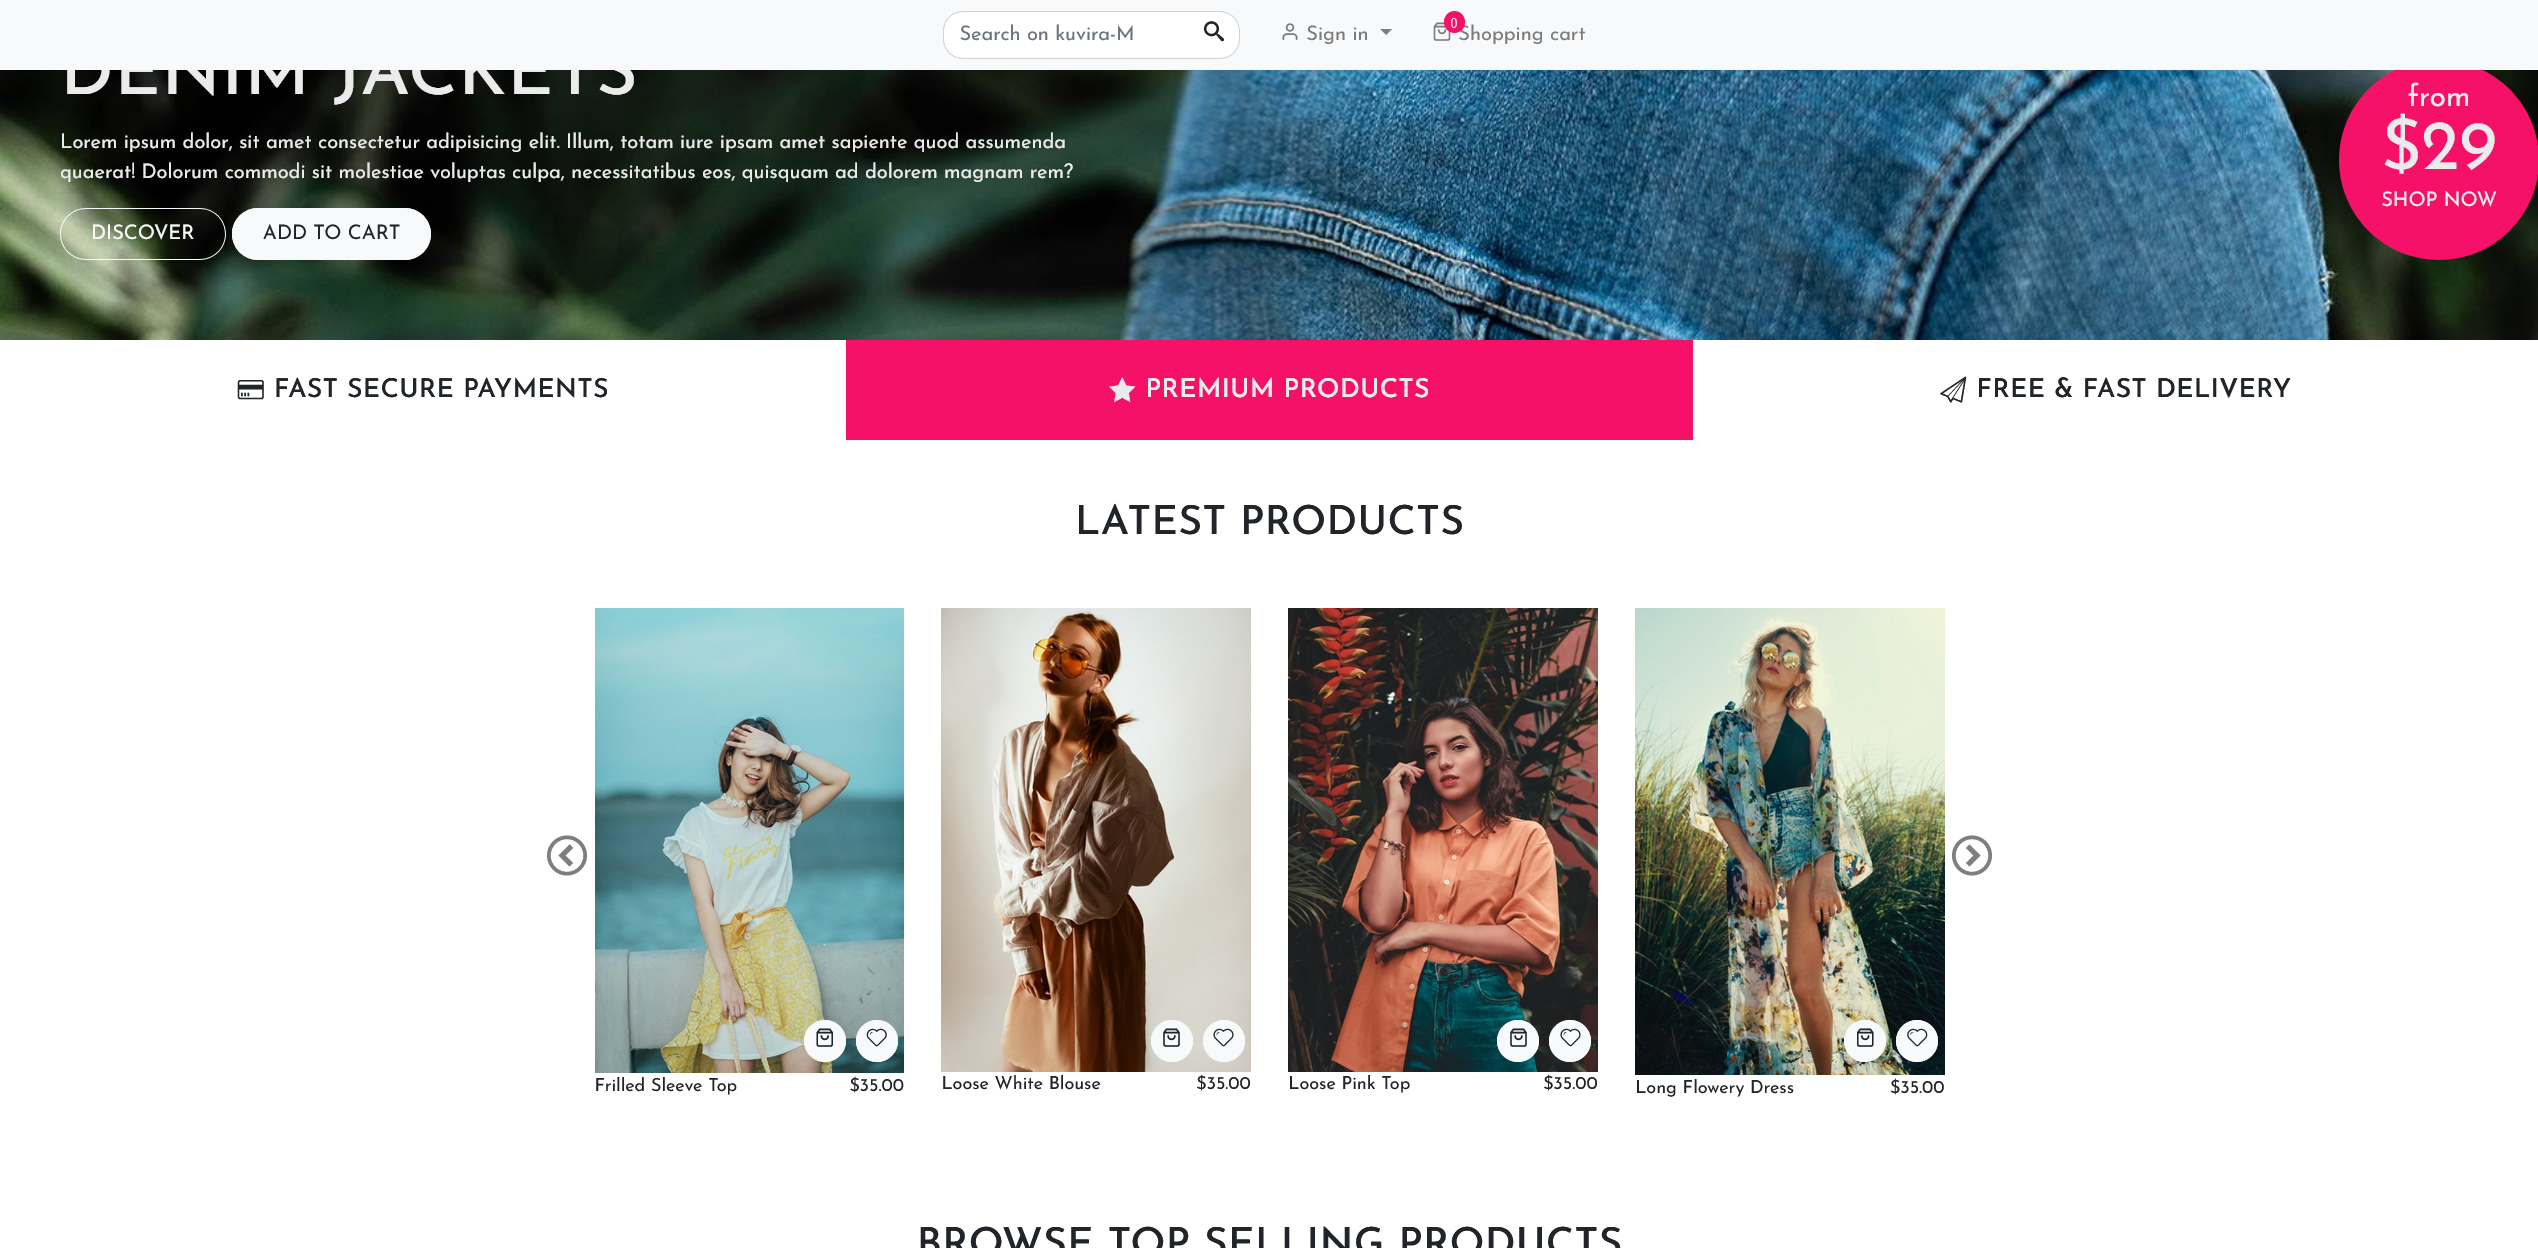 Search on kuvira-M
Sign in
0
Shopping cart
DENIM JACKETS
Lorem ipsum dolor, sit amet consectetur adipisicing elit. Illum, totam iure ipsam amet sapiente quod assumenda
quaerat! Dolorum commodi sit molestiae voluptas culpa, necessitatibus eos, quisquam ad dolorem magnam rem?
DISCOVER
ADD TO CART
from
$29
SHOP NOW
FAST SECURE PAYMENTS
PREMIUM PRODUCTS
FREE & FAST DELIVERY
LATEST PRODUCTS
Frilled Sleeve Top
$35.00
Loose White Blouse
$35.00
Loose Pink Top
$35.00
Long Flowery Dress
$35.00
BROWSE TOP SELLING PRODUCTS